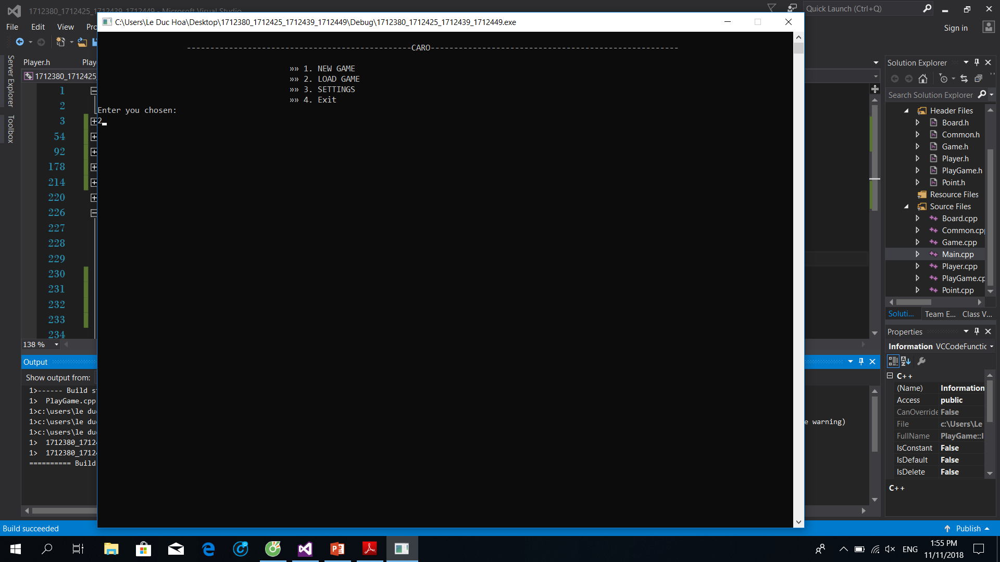 1712380_1712425_1712439_1712449 - Microsoft Visual Studio
Quick Launch (Ctrl+Q)
C:\Users\Le Duc Hoa\Desktop\1712380_1712425_1712439_1712449\Debug\1712380_1712425_1712439_1712449.exe
File Edit View
Sign in
------------------------------------------------CARO-----------------------------------------------------
»» 1. NEW GAME
»» 2. LOAD GAME
»» 3. SETTINGS
»» 4. Exit
Enter you chosen:
2
Server Explorer
Toolbox
Player.h
1712380_1712425_
1
2
3
54
92
178
214
220
226
227
228
229
230
231
232
233
234
138 %
Output
Show output from:
1>------ Build
1> PlayGame.cpp
1>c:\users\le
1>c:\users\le
1>c:\users\le
e warning)
1> 1712380_1712
1> 1712380_1712
========== Build
Solution Explorer
Search Solution Explorer
Header Files
Board.h
Common.h
Game.h
Player.h
PlayGame.h
Point.h
Resource Files
Source Files
Board.cpp
Common.cpp
Game.cpp
Main.cpp
Player.cpp
PlayGame.cp
Point.cpp
Soluti... Team E... Class V...
Properties
Information VCCodeFunctic
C++
(Name) Information
Access public
CanOverride False
File c:\Users\Le
FullName PlayGame::I
IsConstant False
IsDefault False
IsDelete False
C++
Build succeeded
Publish
ENG
1:55 PM
11/11/2018